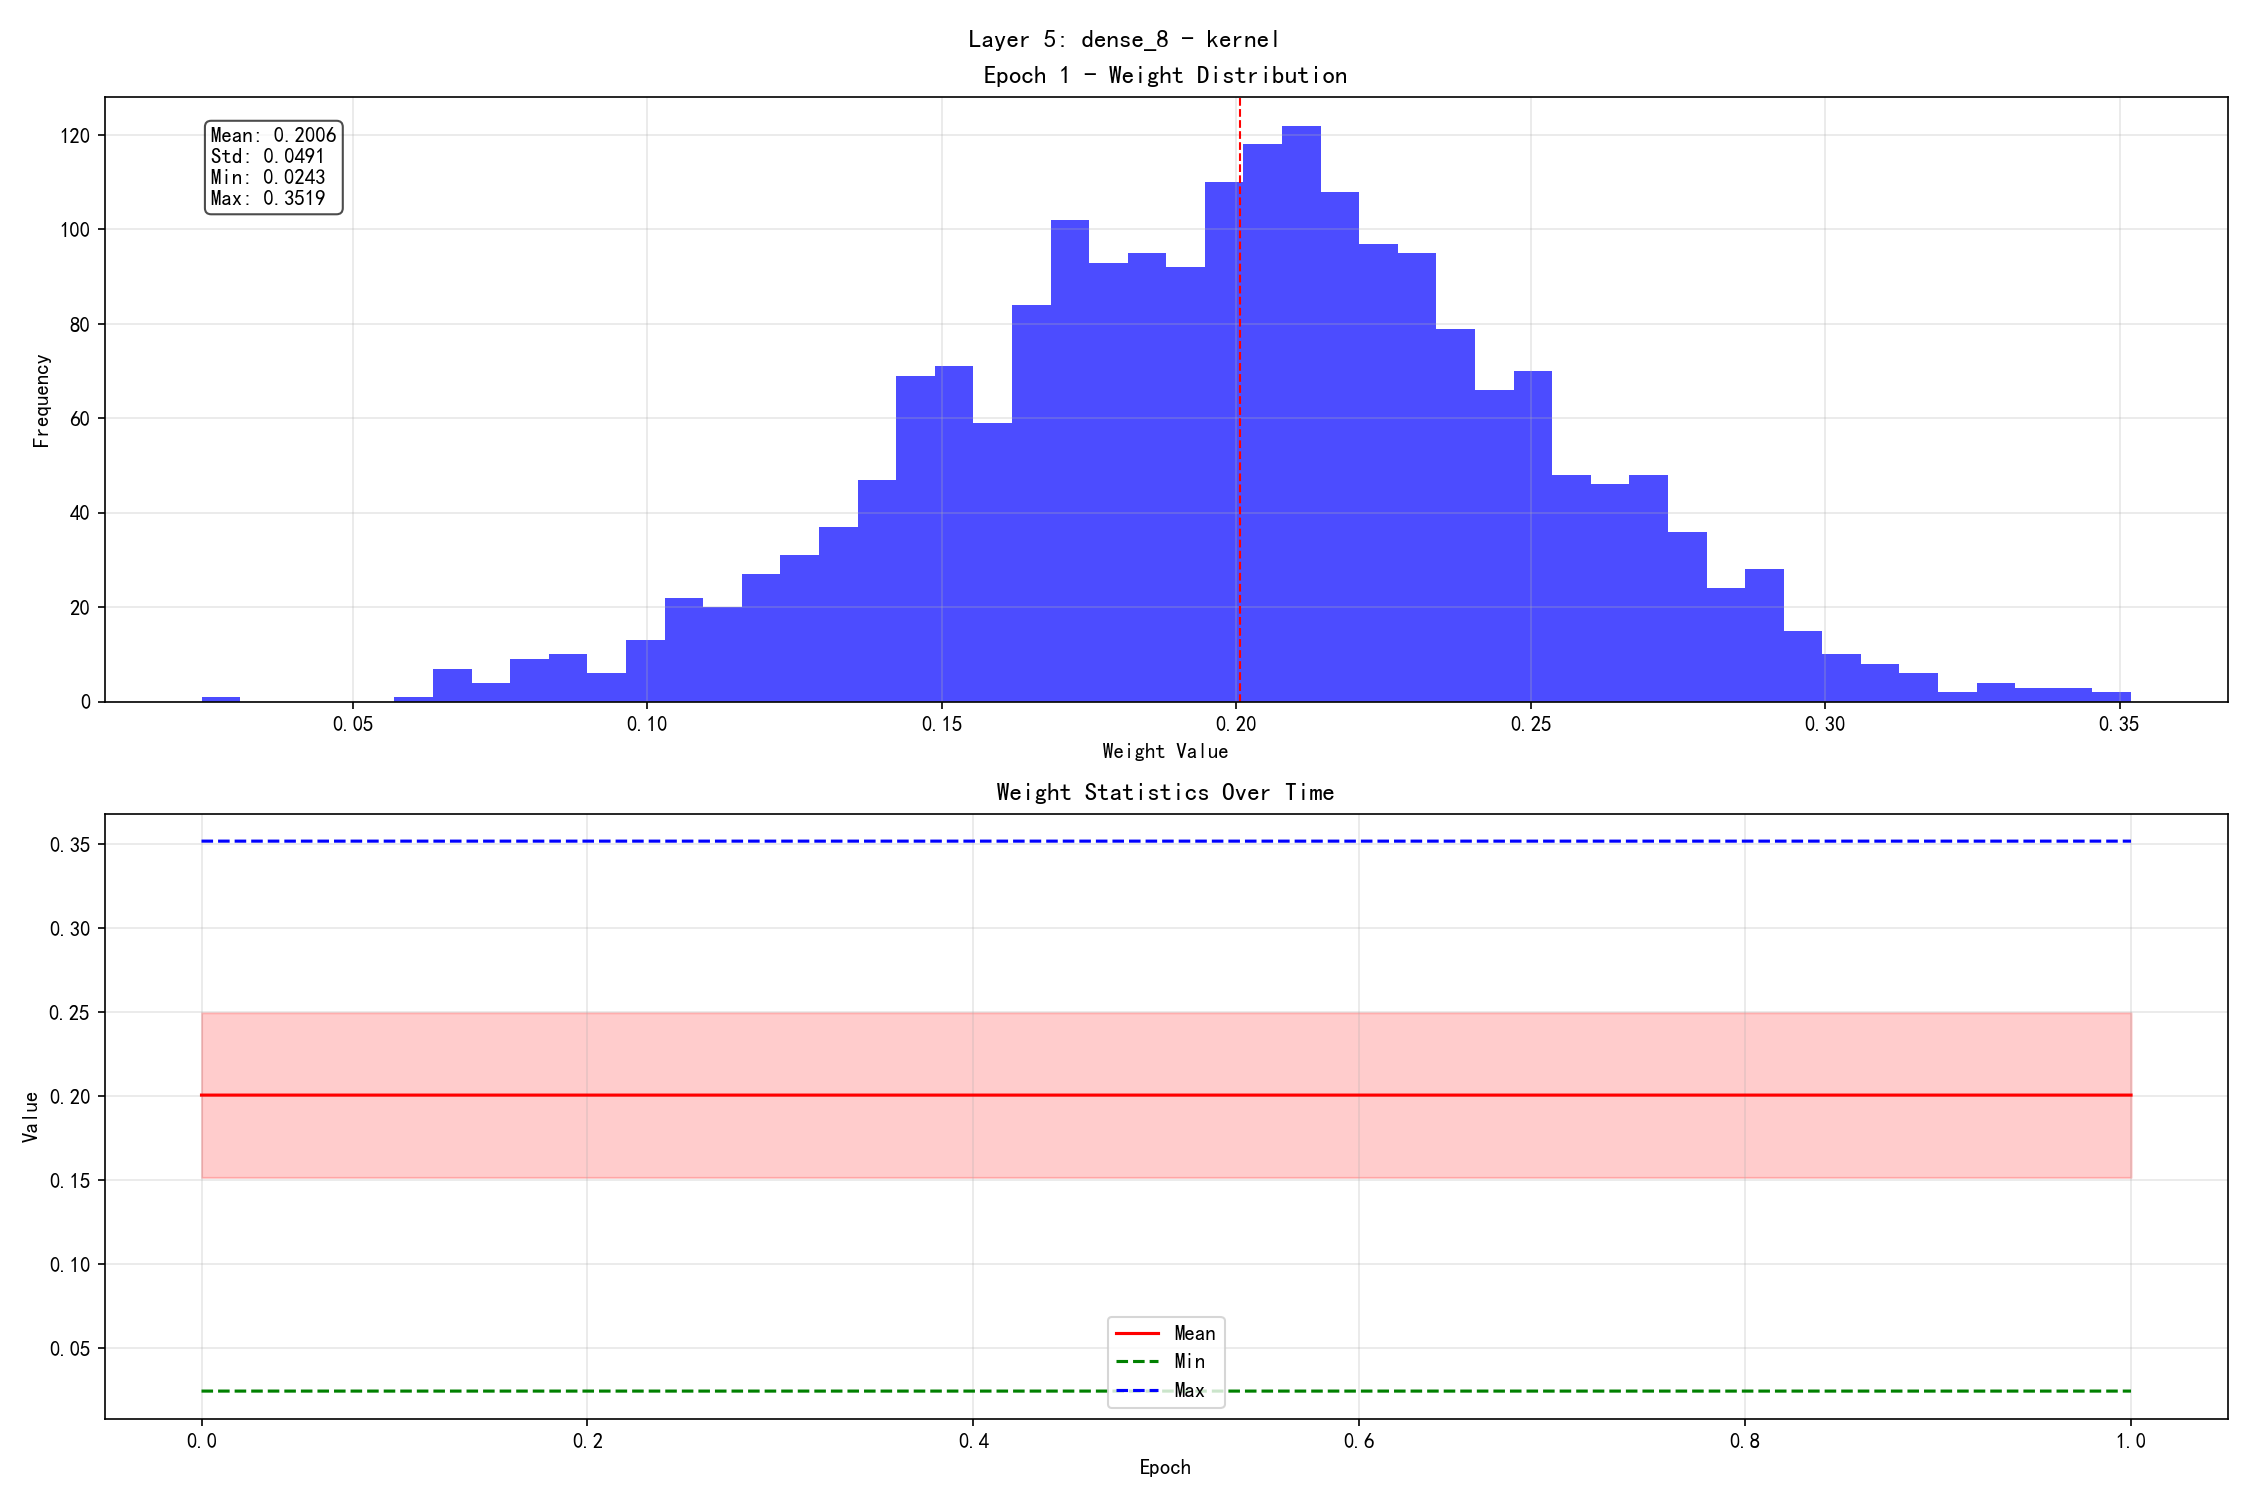 Layer 5: dense_8 - kernel
Epoch 1 - Weight Distribution
Mean: 0.2006
Std: 0.0491
Min: 0.0243
Max: 0.3519
120
100
80
60
40
20
0
Frequency
0.05 0.10 0.15 0.20 0.25 0.30 0.35
Weight Value
Weight Statistics Over Time
0.35
0.30
0.25
0.20
0.15
0.10
0.05
Value
Mean
Min
Max
0.0 0.2 0.4 0.6 0.8 1.0
Epoch